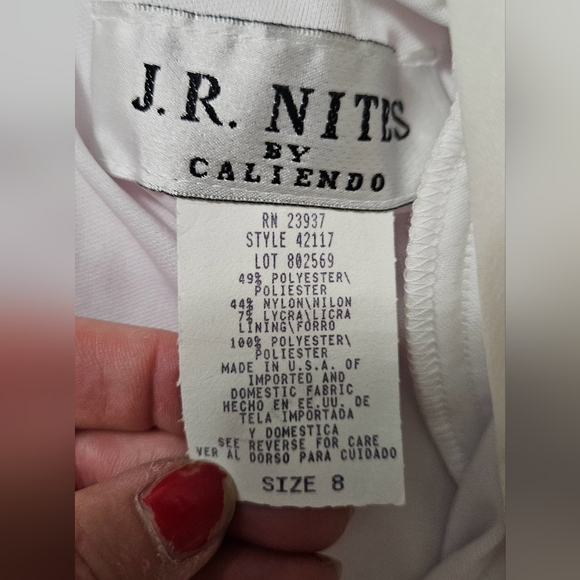 J.R. NITES
BY
CALIENDO
RN 23937
STYLE 42117
LOT 802569
49% POLYESTER\
POLIESTER
44% NYLON\NILON
7% LYCRA\LICRA
LINING\FORRO
100% POLYESTER\
POLIESTER
MADE IN U.S.A. OF
IMPORTED AND
DOMESTIC FABRIC
HECHO EN EE.UU. DE
TELA IMPORTADA
Y DOMESTICA
SEE REVERSE FOR CARE
VER AL DORSO PARA CUIDADO
SIZE 8